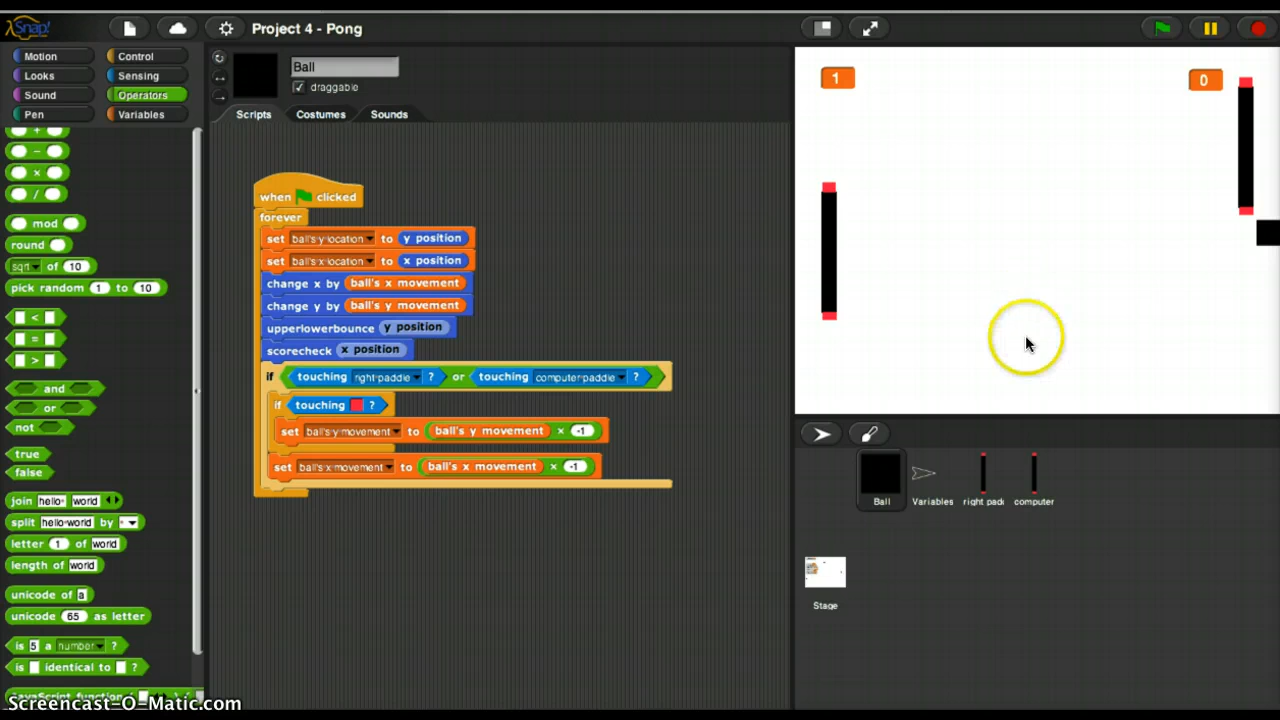 Snap!
Project 4 - Pong
Motion
Control
Looks
Sensing
Sound
Operators
Pen
Variables
+
−
×
/
mod
round
sqrt of 10
pick random 1 to 10
<
=
>
and
or
not
true
false
join hello world
split hello world by
letter 1 of world
length of world
unicode of a
unicode 65 as letter
is 5 a number ?
is identical to ?
JavaScript function ( ) {
Ball
draggable
Scripts
Costumes
Sounds
when clicked
forever
set ball's y location to y position
set ball's x location to x position
change x by ball's x movement
change y by ball's y movement
upperlowerbounce y position
scorecheck x position
if touching right paddle ? or touching computer paddle ?
if touching ?
set ball's y movement to ball's y movement × -1
set ball's x movement to ball's x movement × -1
1
0
Ball
Variables
right padd
computer
Stage
Screencast-O-Matic.com